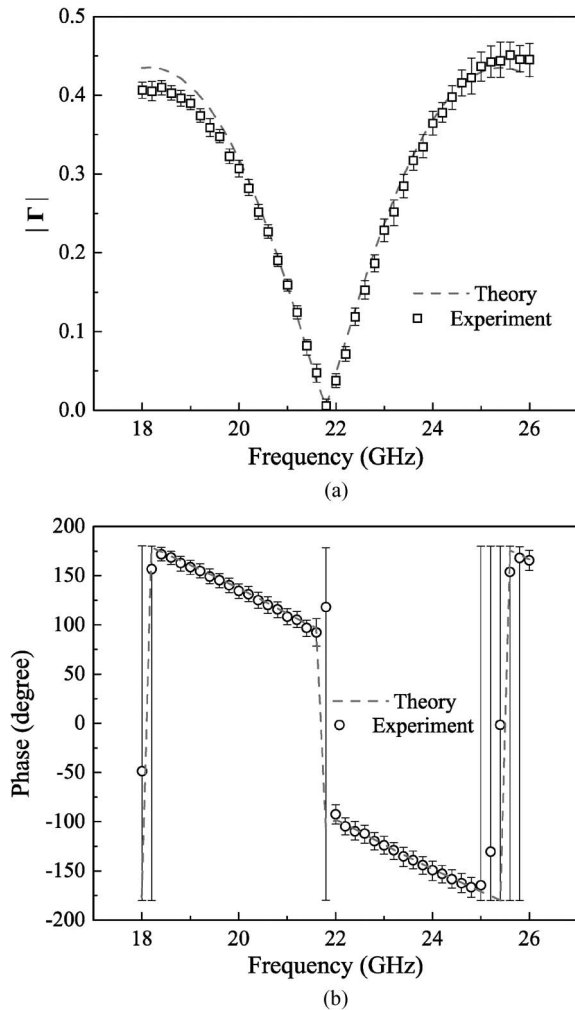 0.5
0.4
0.3
0.2
0.1
0.0
| Γ |
Theory
Experiment
18 20 22 24 26
Frequency (GHz)
(a)
200
150
100
50
0
-50
-100
-150
-200
Phase (degree)
Theory
Experiment
18 20 22 24 26
Frequency (GHz)
(b)